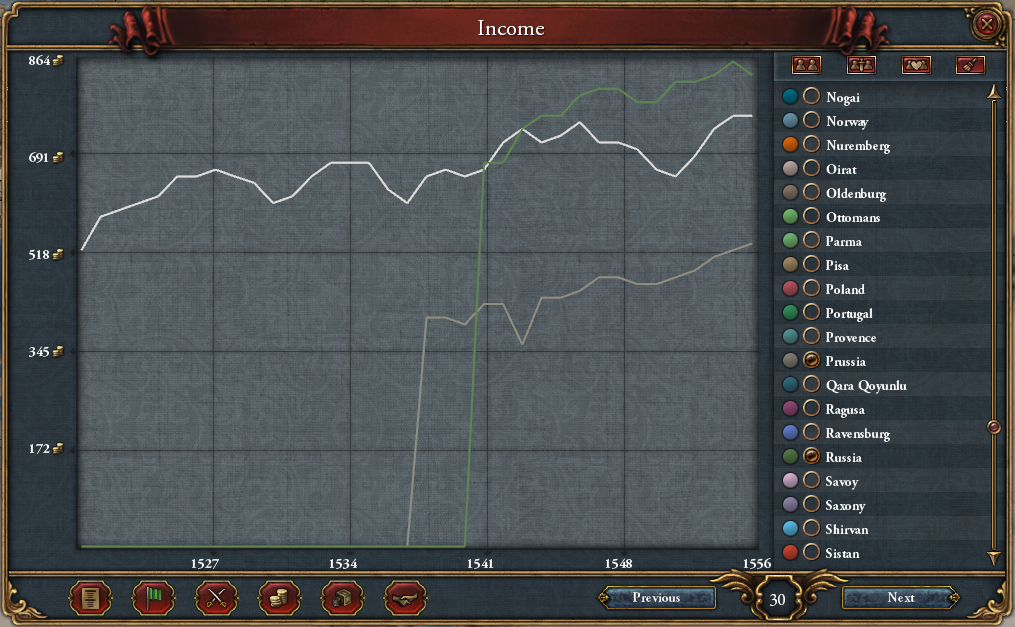 Income
864
691
518
345
172
1527 1534 1541 1548 1556
Nogai
Norway
Nuremberg
Oirat
Oldenburg
Ottomans
Parma
Pisa
Poland
Portugal
Provence
Prussia
Qara Qoyunlu
Ragusa
Ravensburg
Russia
Savoy
Saxony
Shirvan
Sistan
Previous 30 Next